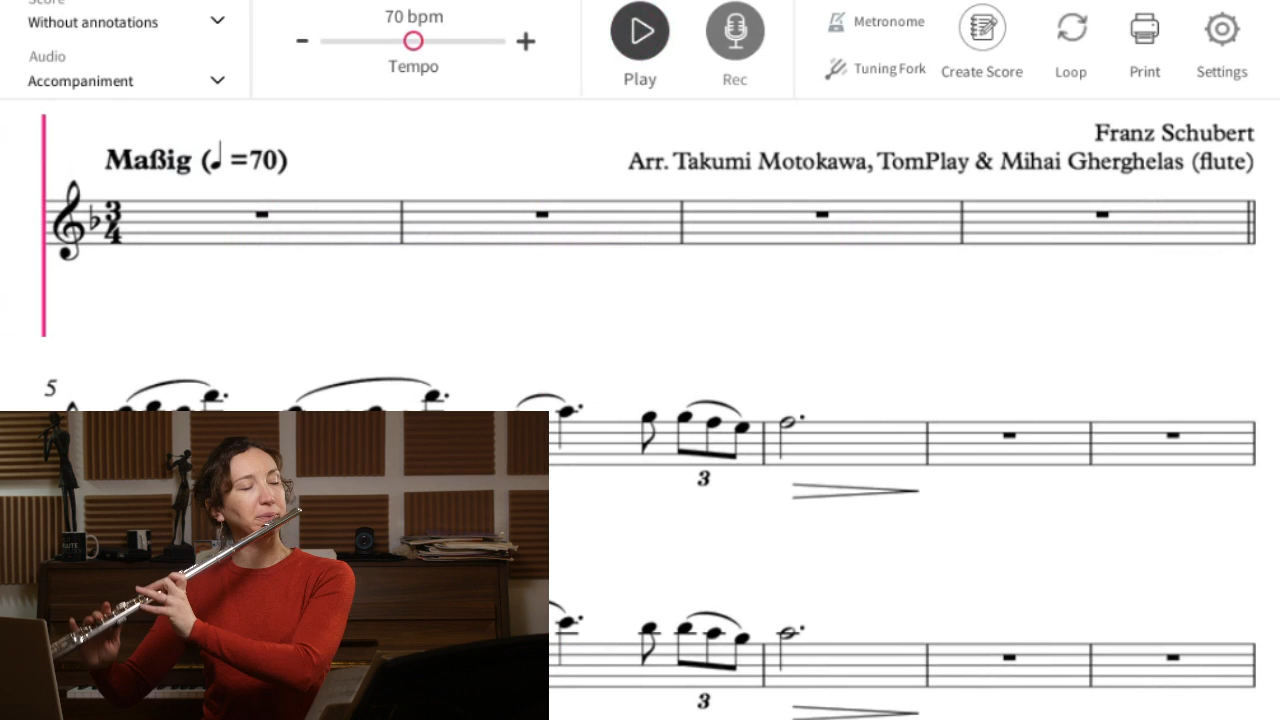 Score
Without annotations
Audio
Accompaniment
70 bpm
Tempo
Play
Rec
Metronome
Tuning Fork
Create Score
Loop
Print
Settings
Maßig (♩=70)
Franz Schubert
Arr. Takumi Motokawa, TomPlay & Mihai Gherghelas (flute)
3
4
5
3
3
FLUTE